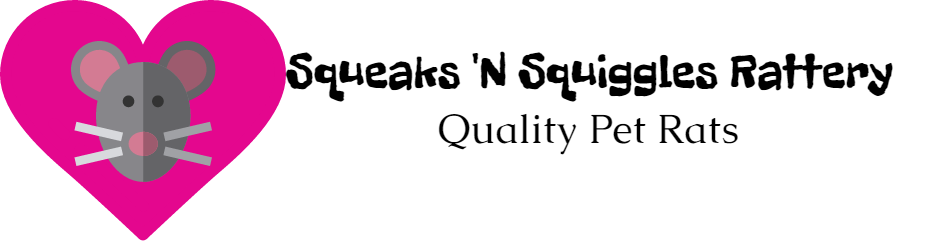 Squeaks 'N Squiggles Rattery
Quality Pet Rats